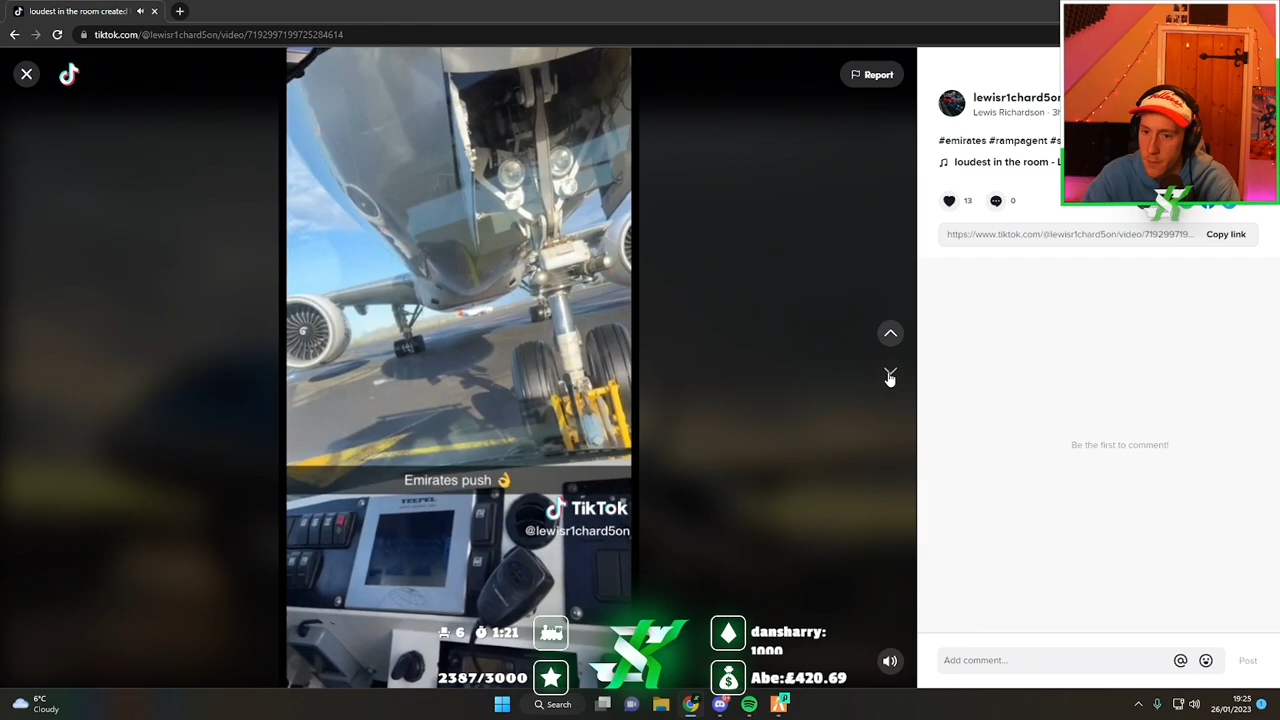 loudest in the room created
tiktok.com/@lewisr1chard5on/video/7192997199725284614
Report
lewisr1chard5on
Lewis Richardson · 3h
#emirates #rampagent #s
loudest in the room - L
13
0
https://www.tiktok.com/@lewisr1chard5on/video/719299719...
Copy link
Be the first to comment!
Emirates push 👌
TREPEL
TikTok
@lewisr1chard5on
6
1:21
dansharry:
1000
2387/3000
Abe:£420.69
Add comment...
Post
6°C
Cloudy
Search
19:25
26/01/2023